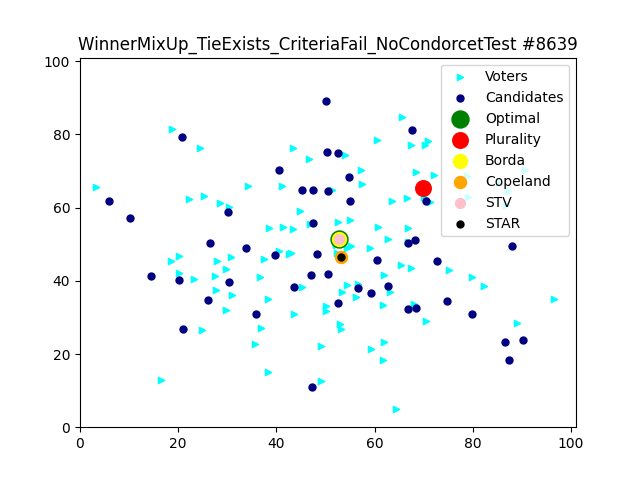 WinnerMixUp_TieExists_CriteriaFail_NoCondorcetTest #8639
100
80
60
40
20
0
0
20
40
60
80
100
Voters
Candidates
Optimal
Plurality
Borda
Copeland
STV
STAR